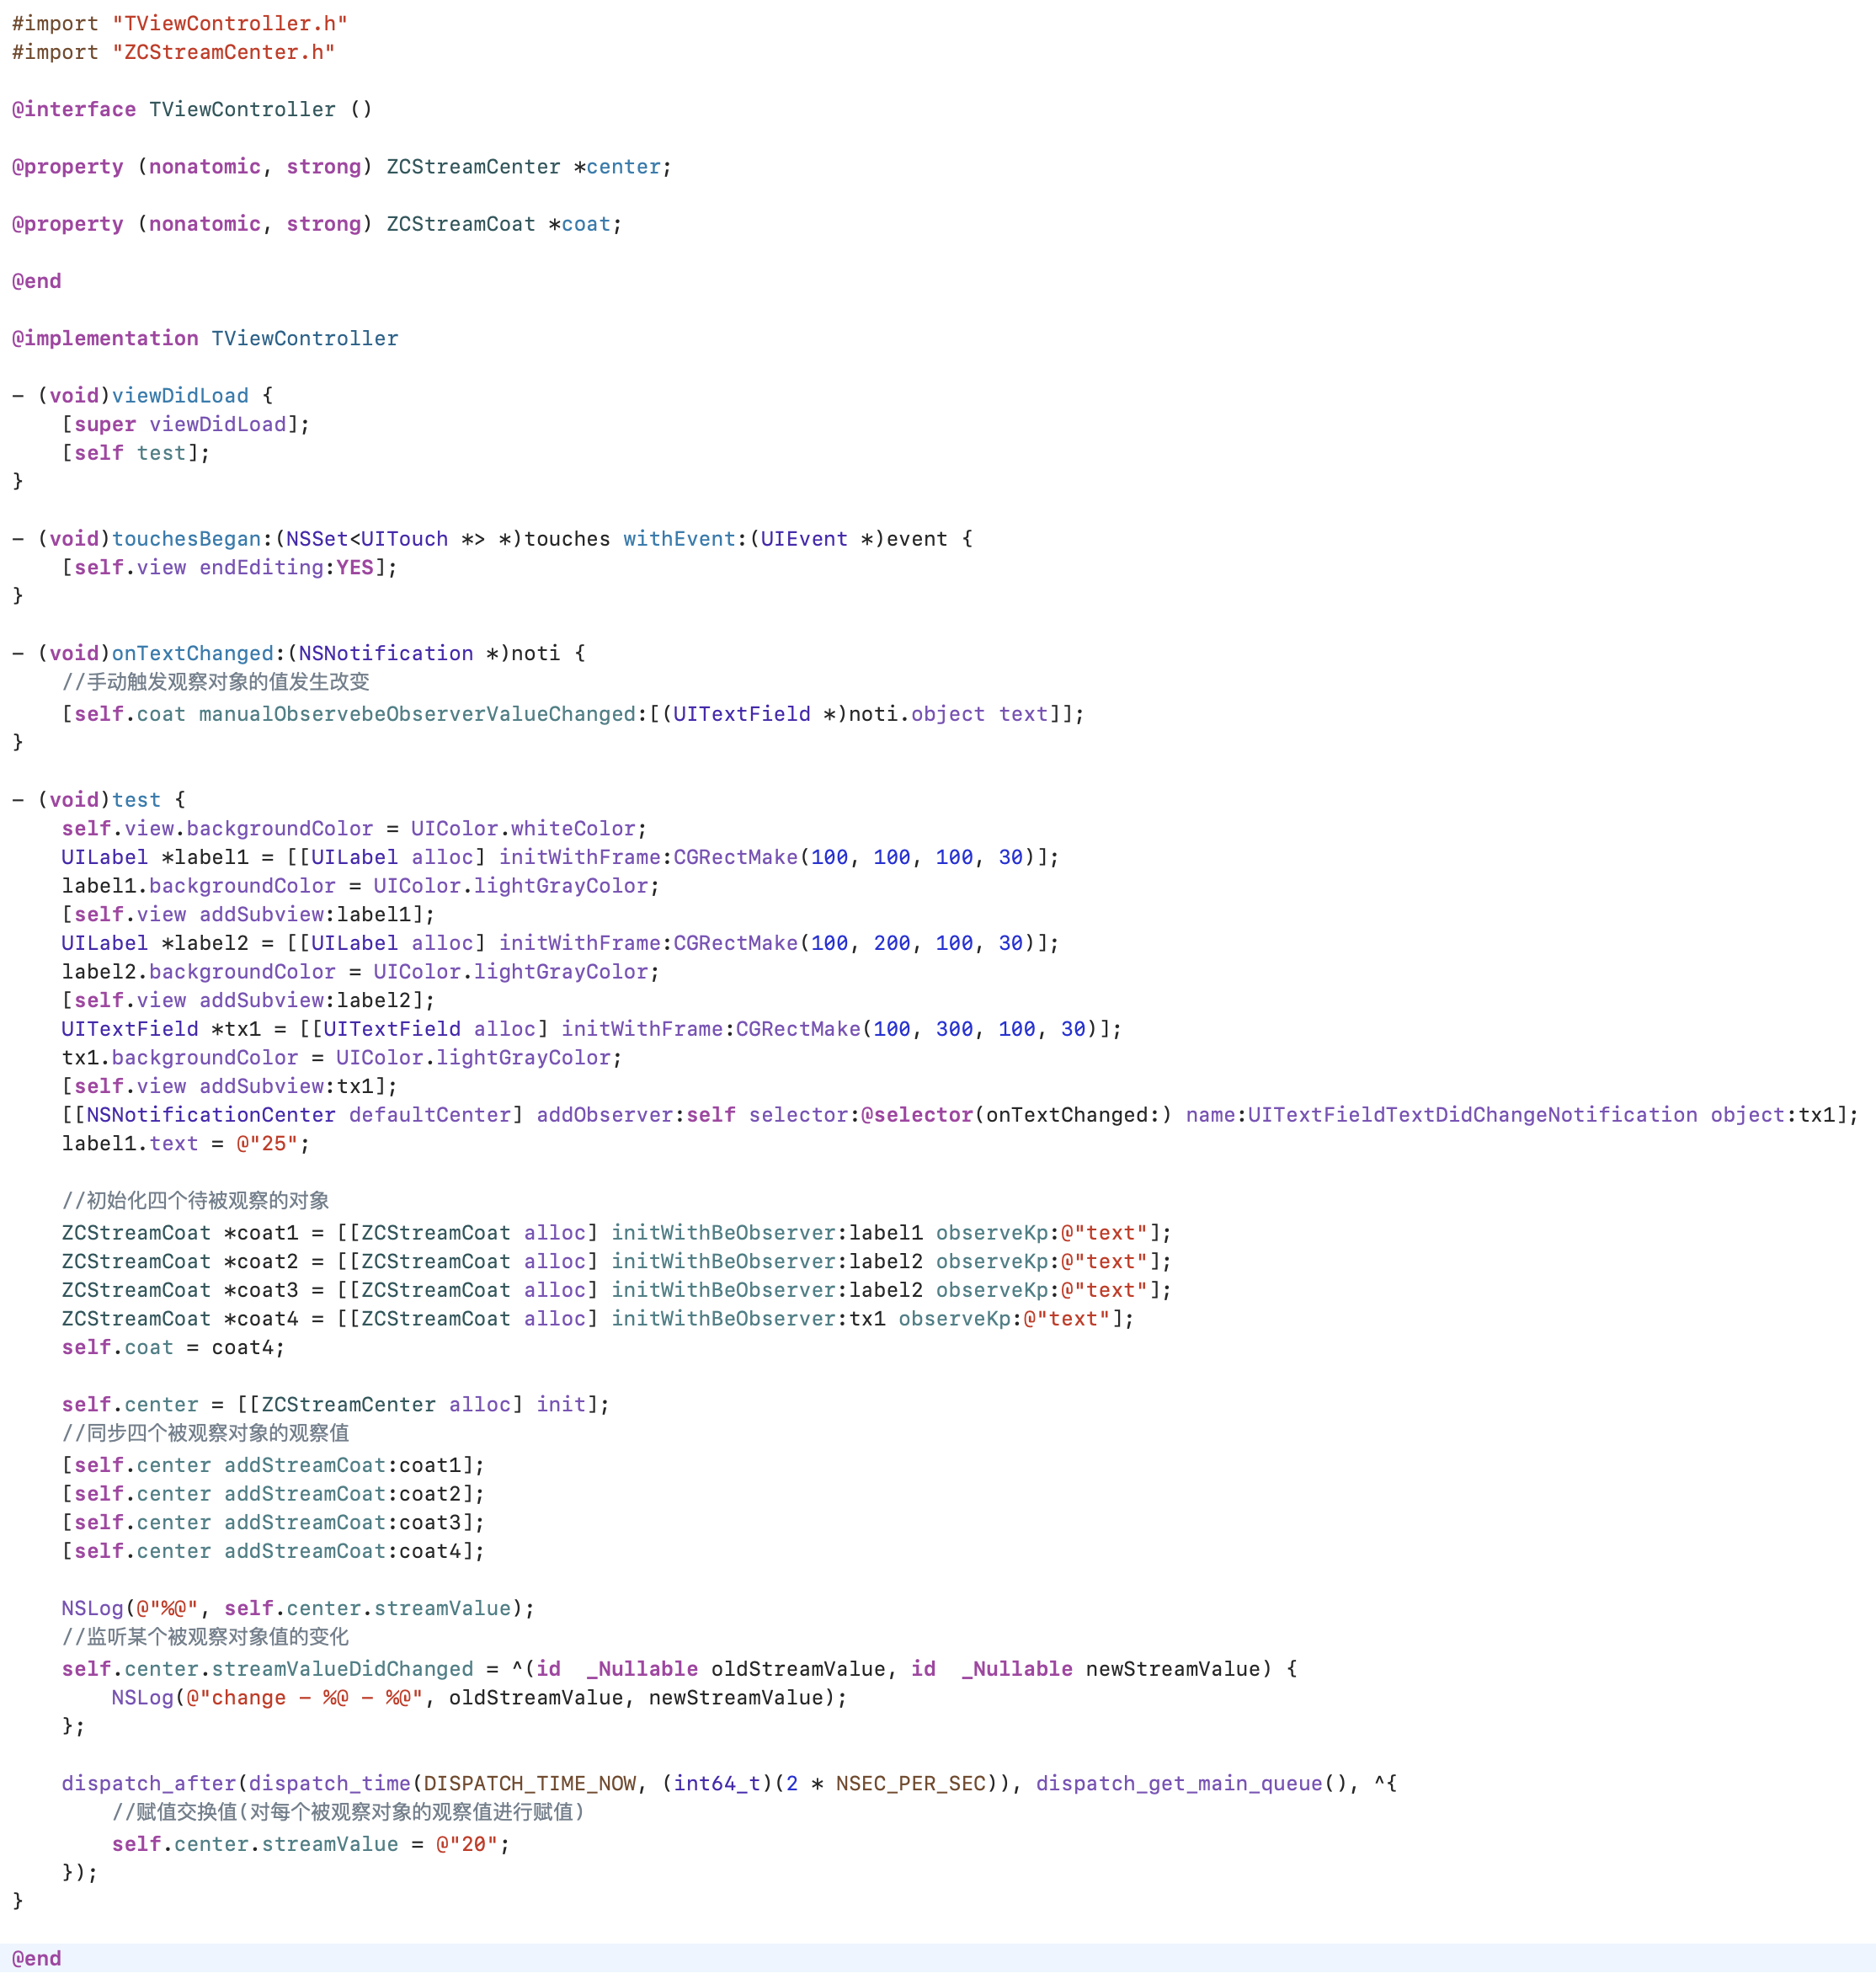 #import "TViewController.h"
#import "ZCStreamCenter.h"

@interface TViewController ()

@property (nonatomic, strong) ZCStreamCenter *center;

@property (nonatomic, strong) ZCStreamCoat *coat;

@end

@implementation TViewController

- (void)viewDidLoad {
    [super viewDidLoad];
    [self test];
}

- (void)touchesBegan:(NSSet<UITouch *> *)touches withEvent:(UIEvent *)event {
    [self.view endEditing:YES];
}

- (void)onTextChanged:(NSNotification *)noti {
    //手动触发观察对象的值发生改变
    [self.coat manualObservebeObserverValueChanged:[(UITextField *)noti.object text]];
}

- (void)test {
    self.view.backgroundColor = UIColor.whiteColor;
    UILabel *label1 = [[UILabel alloc] initWithFrame:CGRectMake(100, 100, 100, 30)];
    label1.backgroundColor = UIColor.lightGrayColor;
    [self.view addSubview:label1];
    UILabel *label2 = [[UILabel alloc] initWithFrame:CGRectMake(100, 200, 100, 30)];
    label2.backgroundColor = UIColor.lightGrayColor;
    [self.view addSubview:label2];
    UITextField *tx1 = [[UITextField alloc] initWithFrame:CGRectMake(100, 300, 100, 30)];
    tx1.backgroundColor = UIColor.lightGrayColor;
    [self.view addSubview:tx1];
    [[NSNotificationCenter defaultCenter] addObserver:self selector:@selector(onTextChanged:) name:UITextFieldTextDidChangeNotification object:tx1];
    label1.text = @"25";

    //初始化四个待被观察的对象
    ZCStreamCoat *coat1 = [[ZCStreamCoat alloc] initWithBeObserver:label1 observeKp:@"text"];
    ZCStreamCoat *coat2 = [[ZCStreamCoat alloc] initWithBeObserver:label2 observeKp:@"text"];
    ZCStreamCoat *coat3 = [[ZCStreamCoat alloc] initWithBeObserver:label2 observeKp:@"text"];
    ZCStreamCoat *coat4 = [[ZCStreamCoat alloc] initWithBeObserver:tx1 observeKp:@"text"];
    self.coat = coat4;

    self.center = [[ZCStreamCenter alloc] init];
    //同步四个被观察对象的观察值
    [self.center addStreamCoat:coat1];
    [self.center addStreamCoat:coat2];
    [self.center addStreamCoat:coat3];
    [self.center addStreamCoat:coat4];

    NSLog(@"%@", self.center.streamValue);
    //监听某个被观察对象值的变化
    self.center.streamValueDidChanged = ^(id  _Nullable oldStreamValue, id  _Nullable newStreamValue) {
        NSLog(@"change - %@ - %@", oldStreamValue, newStreamValue);
    };

    dispatch_after(dispatch_time(DISPATCH_TIME_NOW, (int64_t)(2 * NSEC_PER_SEC)), dispatch_get_main_queue(), ^{
        //赋值交换值(对每个被观察对象的观察值进行赋值)
        self.center.streamValue = @"20";
    });
}

@end